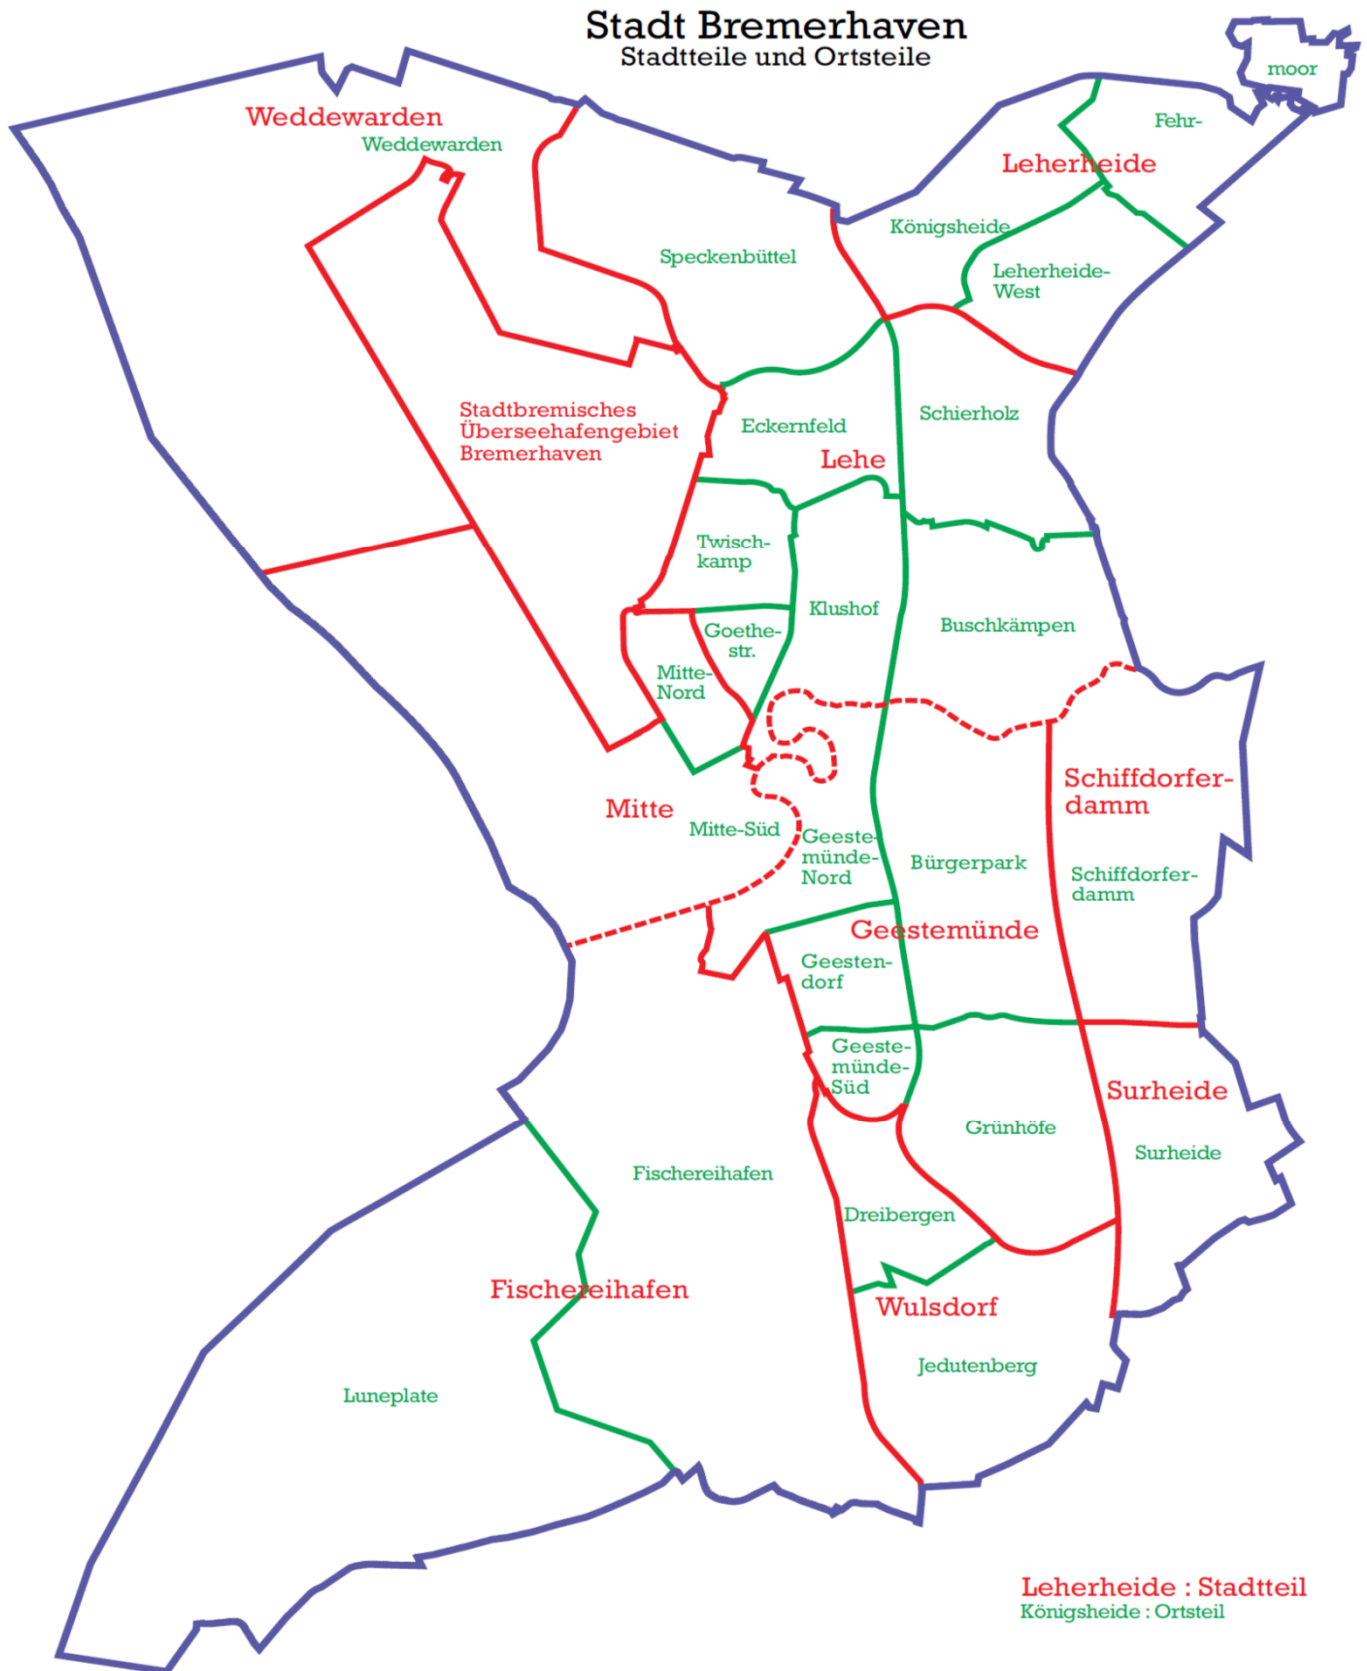 Stadt Bremerhaven
Stadtteile und Ortsteile
moor
Weddewarden
Weddewarden
Fehr-
Leherheide
Königsheide
Speckenbüttel
Leherheide-
West
Stadtbremisches
Überseehafengebiet
Bremerhaven
Eckernfeld
Schierholz
Lehe
Twisch-
kamp
Klushof
Goethe-
str.
Buschkämpen
Mitte-
Nord
Mitte
Mitte-Süd
Geeste-
münde-
Nord
Bürgerpark
Schiffdorfer-
damm
Schiffdorfer-
damm
Geestemünde
Geesten-
dorf
Geeste-
münde-
Süd
Surheide
Grünhöfe
Surheide
Fischereihafen
Dreibergen
Fischereihafen
Wulsdorf
Jedutenberg
Luneplate
Leherheide : Stadtteil
Königsheide : Ortsteil